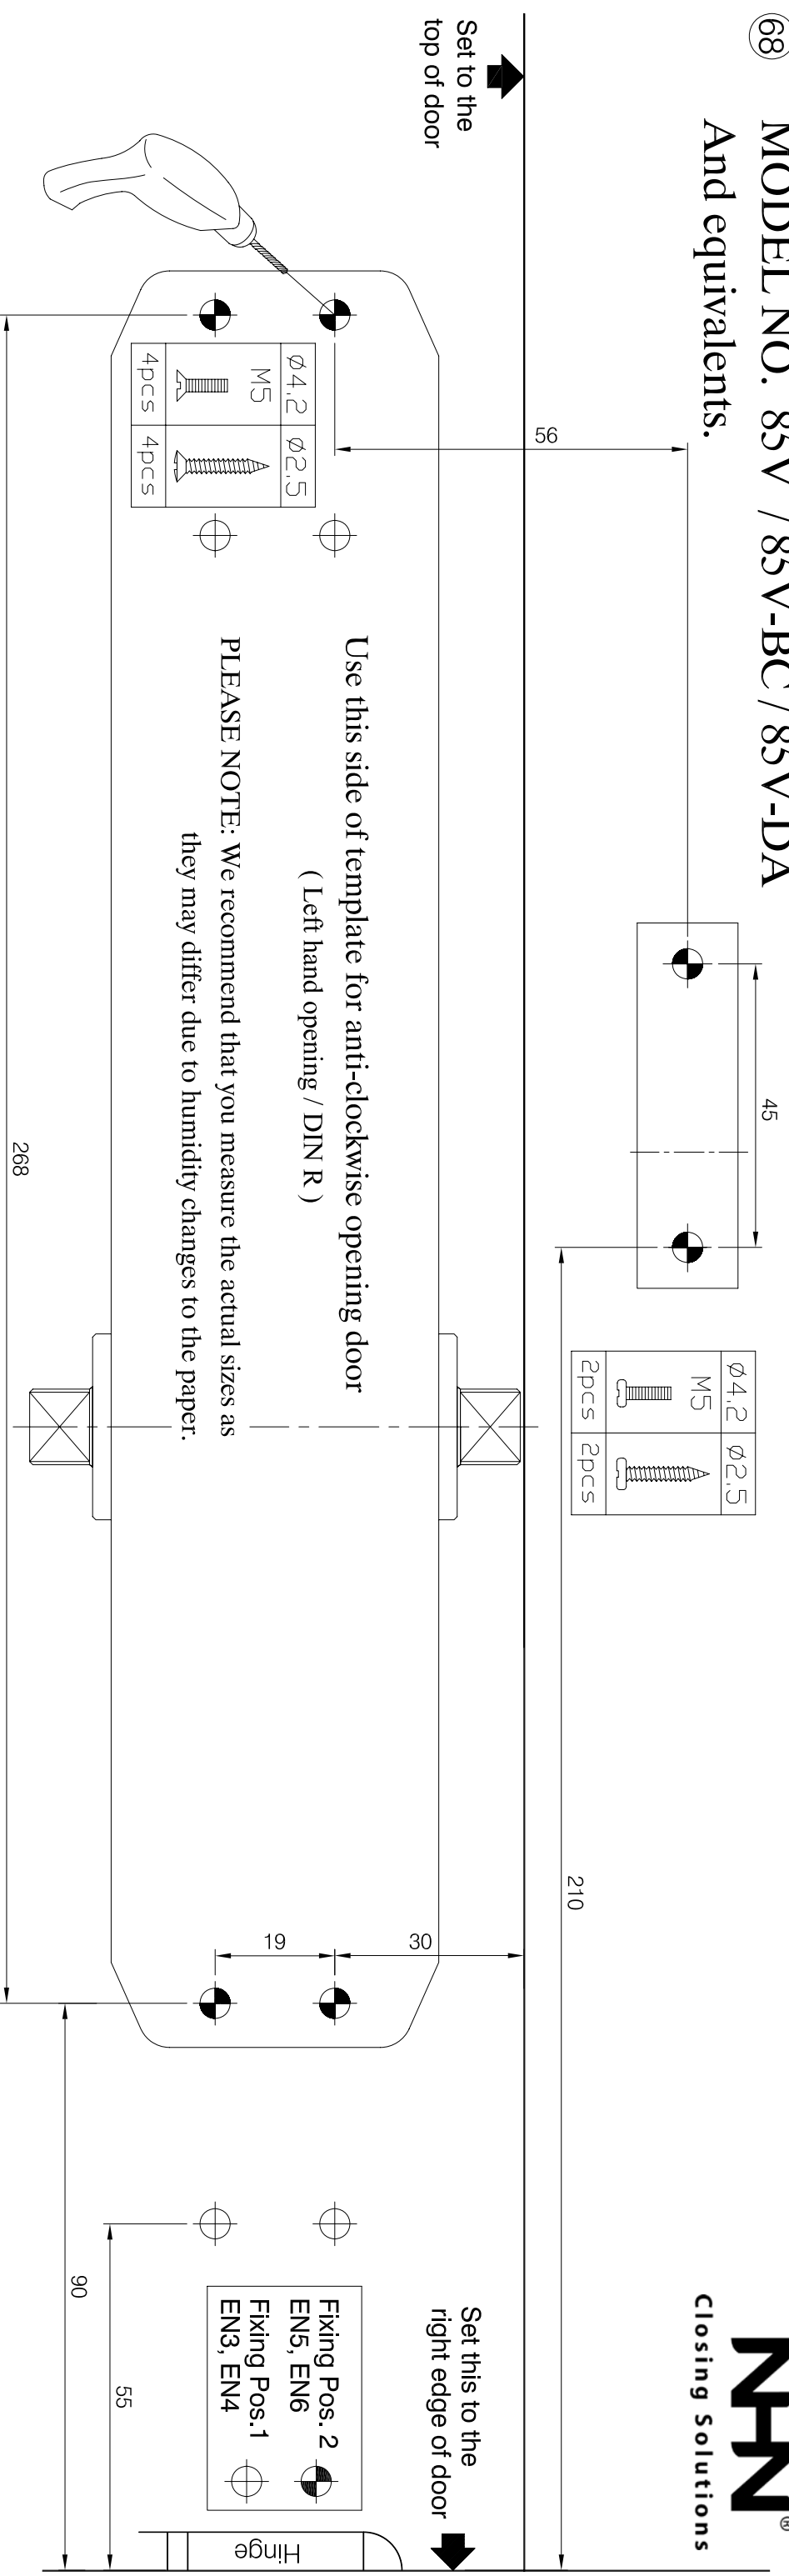 68
MODEL NO. 85V / 85V-BC / 85V-DA
And equivalents.
NHN®
Closing Solutions
Set to the
top of door
56
45
Ø4,2 Ø2,5
M5
2pcs 2pcs
210
Ø4,2 Ø2,5
M5
4pcs 4pcs
Use this side of template for anti-clockwise opening door
( Left hand opening / DIN R )
PLEASE NOTE: We recommend that you measure the actual sizes as
they may differ due to humidity changes to the paper.
19
30
Set this to the
right edge of door
Fixing Pos. 2
EN5, EN6
Fixing Pos.1
EN3, EN4
Hinge
55
90
268